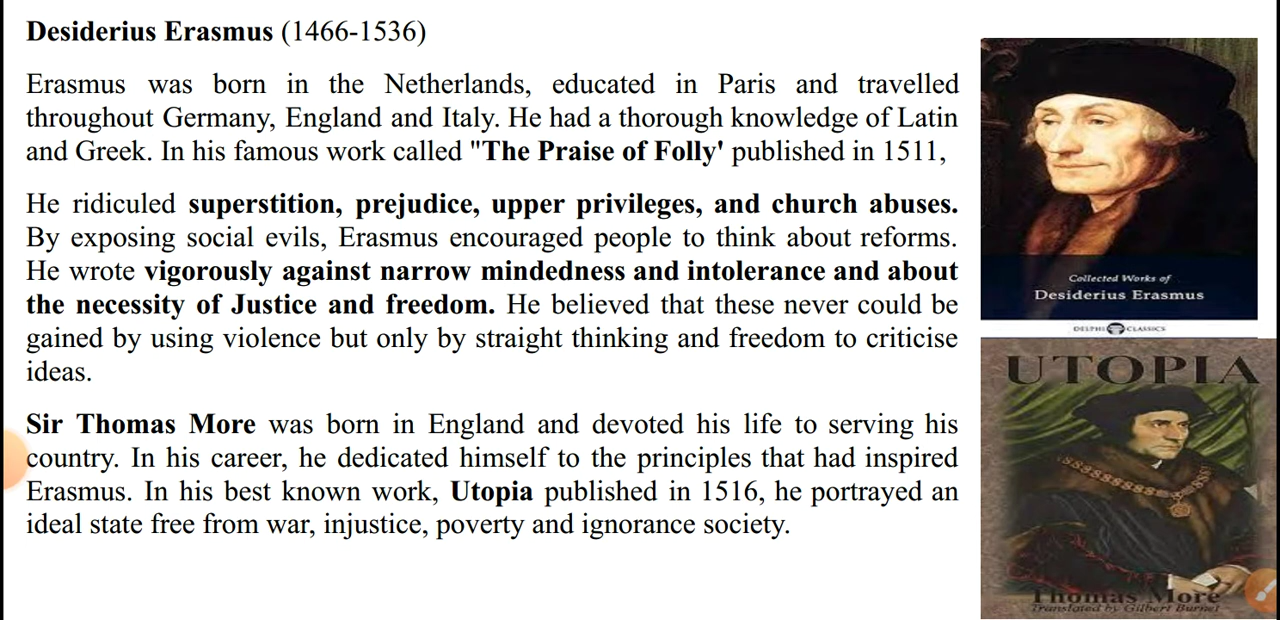 Desiderius Erasmus (1466-1536)
Erasmus was born in the Netherlands, educated in Paris and travelled
throughout Germany, England and Italy. He had a thorough knowledge of Latin
and Greek. In his famous work called "The Praise of Folly' published in 1511,
He ridiculed superstition, prejudice, upper privileges, and church abuses.
By exposing social evils, Erasmus encouraged people to think about reforms.
He wrote vigorously against narrow mindedness and intolerance and about
the necessity of Justice and freedom. He believed that these never could be
gained by using violence but only by straight thinking and freedom to criticise
ideas.
Sir Thomas More was born in England and devoted his life to serving his
country. In his career, he dedicated himself to the principles that had inspired
Erasmus. In his best known work, Utopia published in 1516, he portrayed an
ideal state free from war, injustice, poverty and ignorance society.
Collected Works of
Desiderius Erasmus
DELPHI CLASSICS
UTOPIA
Thomas More
Translated by Gilbert Burnet